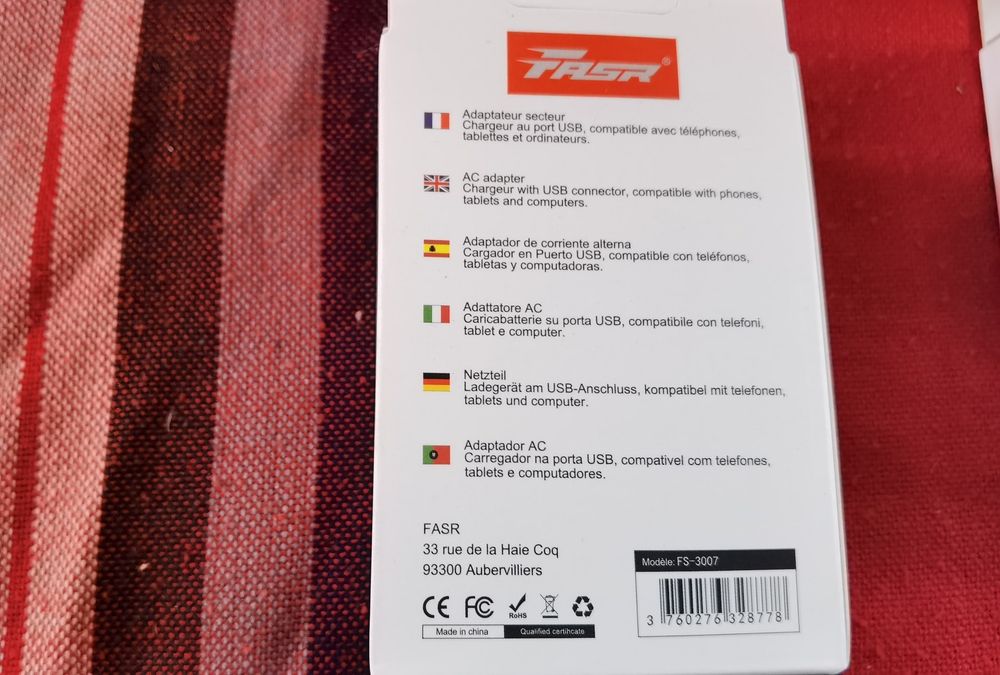 FASR®
Adaptateur secteur
Chargeur au port USB, compatible avec téléphones,
tablettes et ordinateurs.
AC adapter
Chargeur with USB connector, compatible with phones,
tablets and computers.
Adaptador de corriente alterna
Cargador en Puerto USB, compatible con teléfonos,
tabletas y computadoras.
Adattatore AC
Caricabatterie su porta USB, compatibile con telefoni,
tablet e computer.
Netzteil
Ladegerät am USB-Anschluss, kompatibel mit telefonen,
tablets und computer.
Adaptador AC
Carregador na porta USB, compativel com telefones,
tablets e computadores.
FASR
33 rue de la Haie Coq
93300 Aubervilliers
CE FC RoHS
Made in china Qualified certihcate
Modèle: FS-3007
3 760276 328778